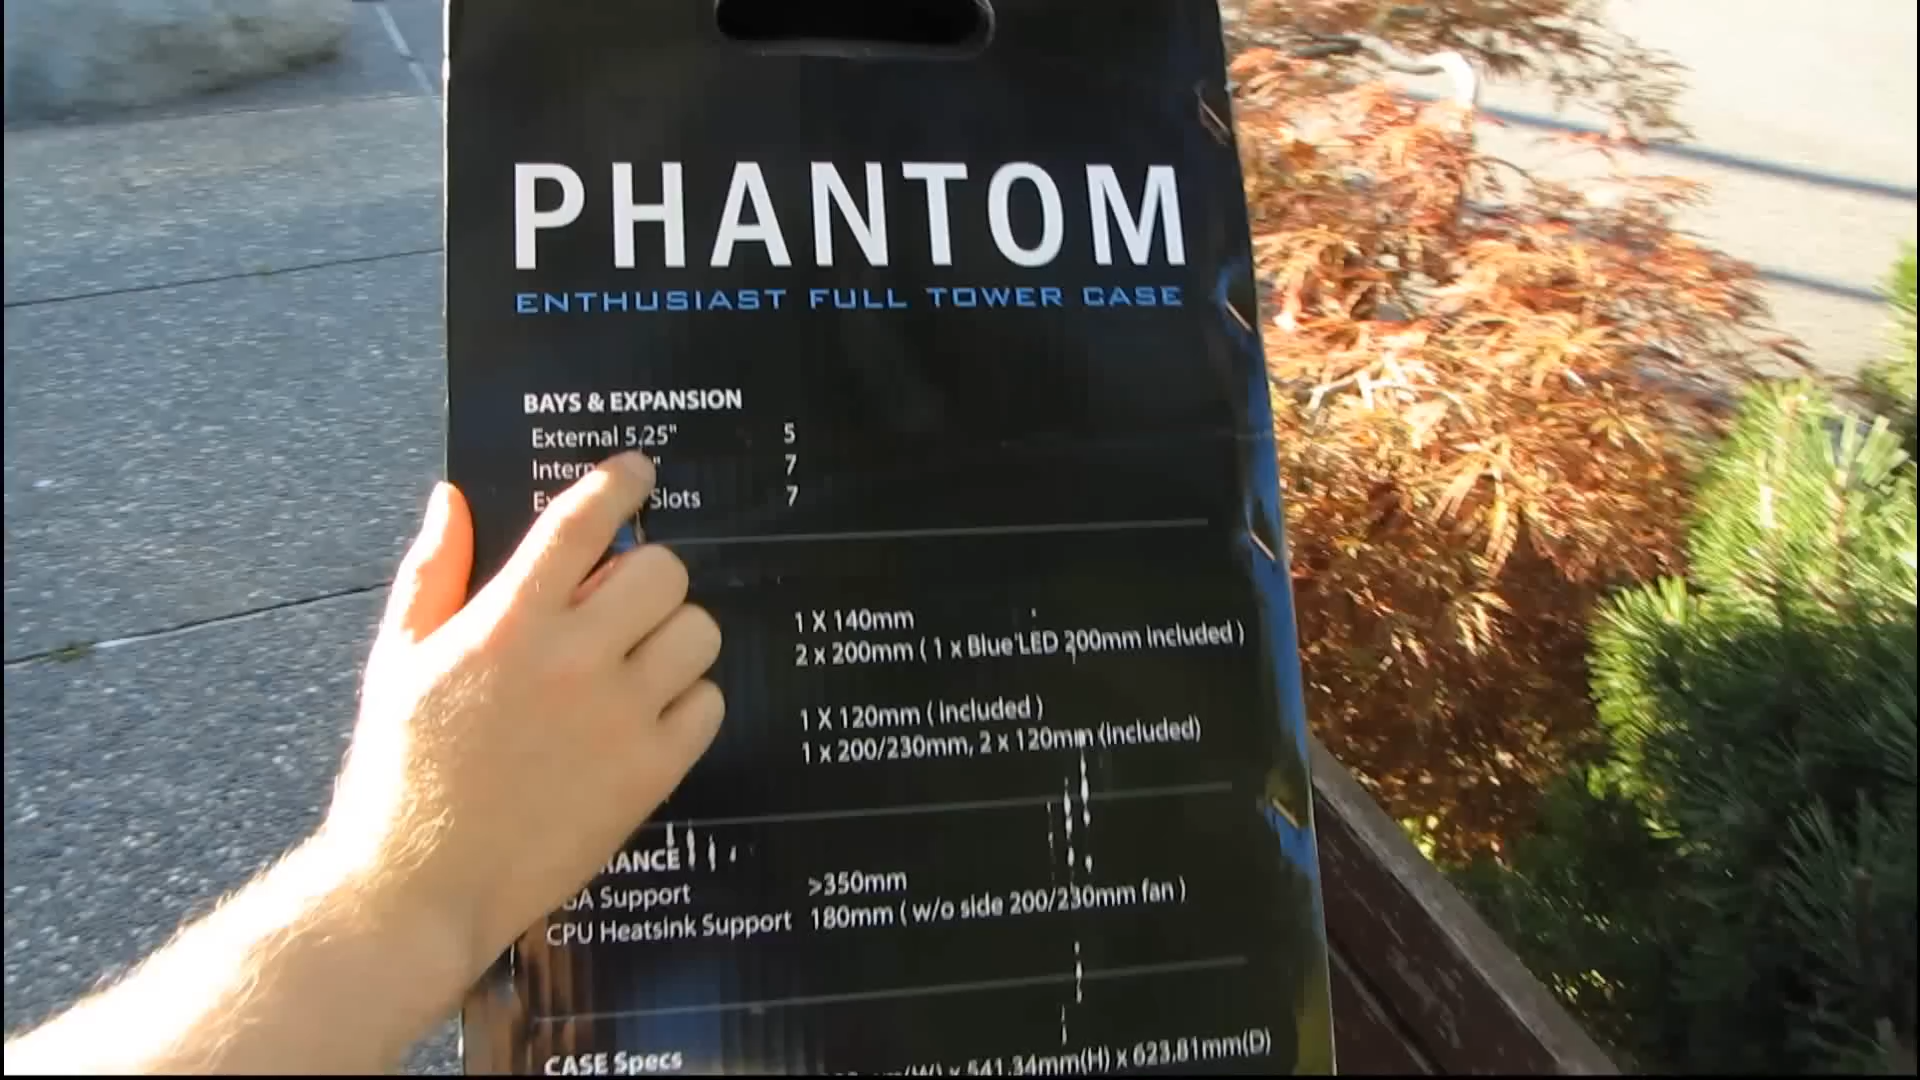 PHANTOM
ENTHUSIAST FULL TOWER CASE
BAYS & EXPANSION
External 5.25" 5
7
Slots 7
1 X 140mm
2 x 200mm ( 1 x Blue LED 200mm included )
1 X 120mm ( included )
1 x 200/230mm, 2 x 120mm (included)
Support >350mm
CPU Heatsink Support 180mm ( w/o side 200/230mm fan )
CASE Specs
x 541.34mm(H) x 623.81mm(D)